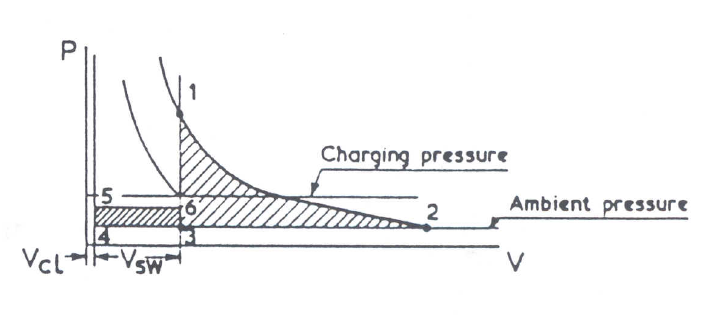 P
1
Charging pressure
5
6
2
Ambient pressure
4
3
Vcl
Vsw
V